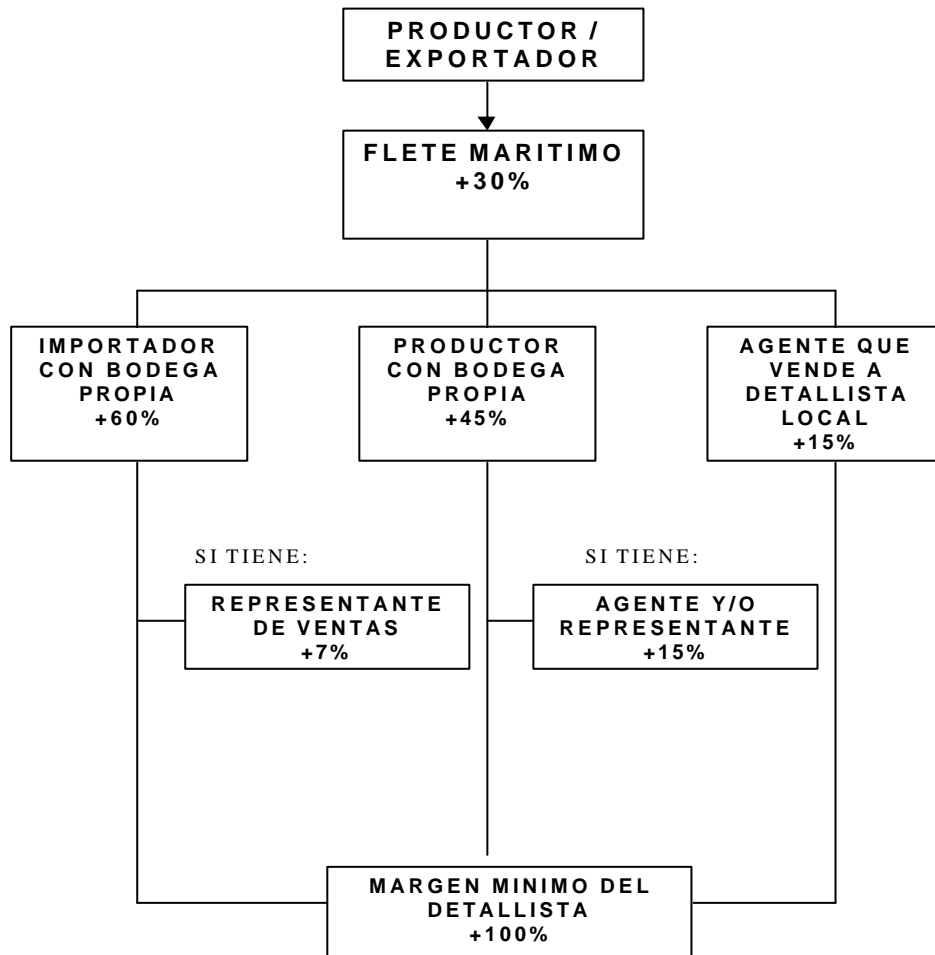 PRODUCTOR /
EXPORTADOR
FLETE MARITIMO
+30%
IMPORTADOR
CON BODEGA
PROPIA
+60%
PRODUCTOR
CON BODEGA
PROPIA
+45%
AGENTE QUE
VENDE A
DETALLISTA
LOCAL
+15%
SI TIENE:
REPRESENTANTE
DE VENTAS
+7%
SI TIENE:
AGENTE Y/O
REPRESENTANTE
+15%
MARGEN MINIMO DEL
DETALLISTA
+100%